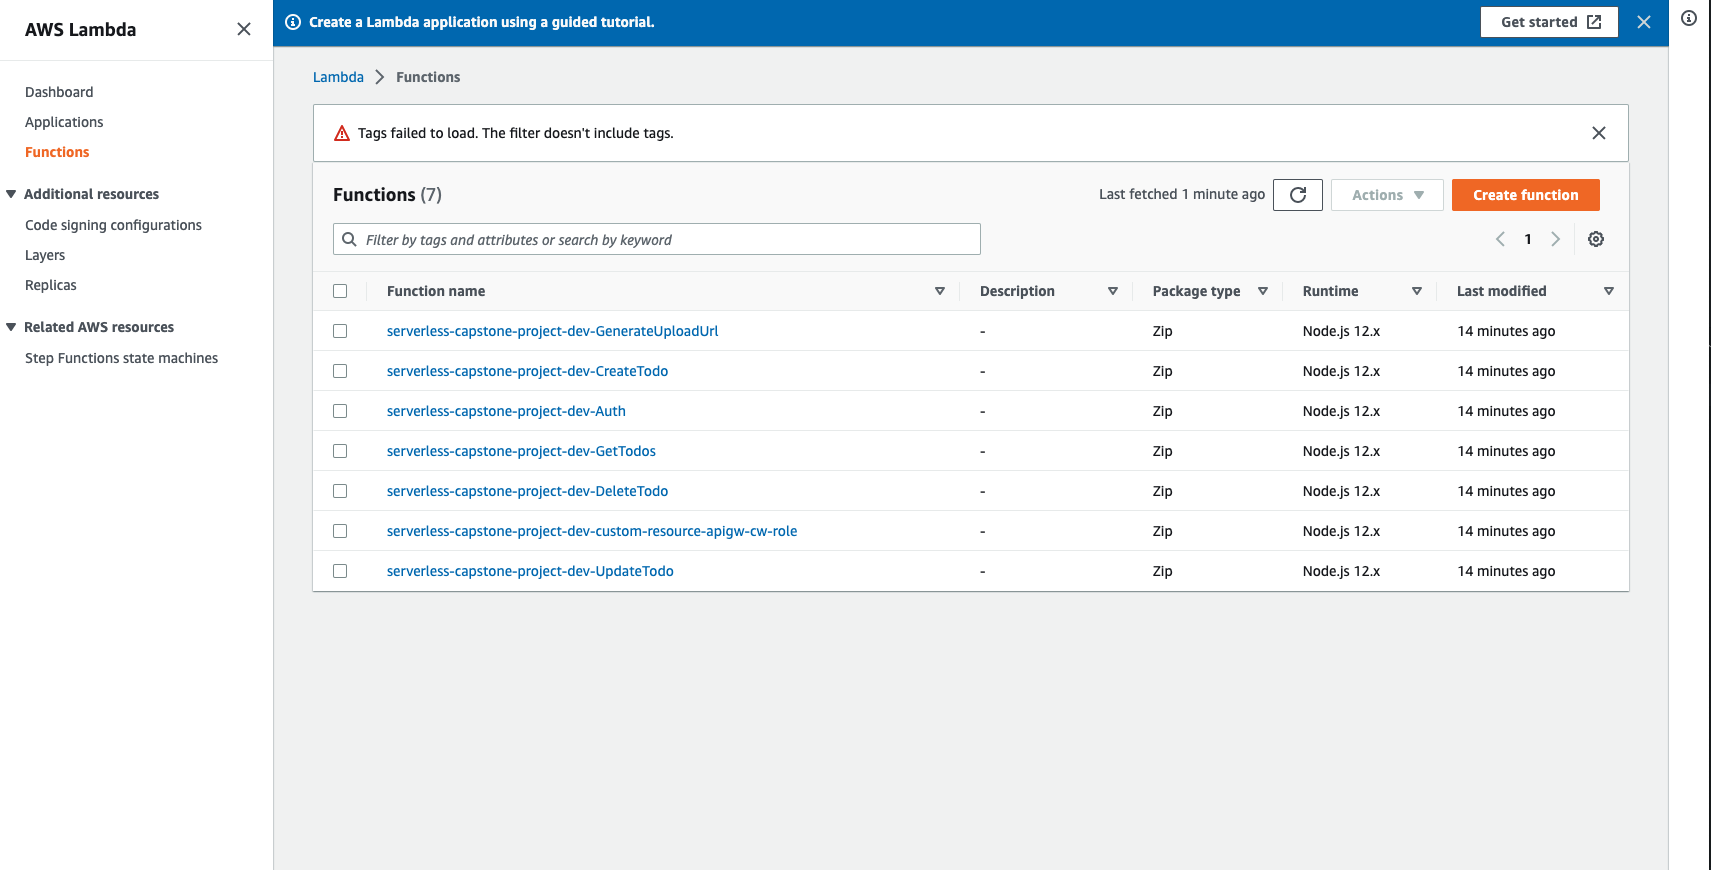 AWS Lambda
Dashboard
Applications
Functions
Additional resources
Code signing configurations
Layers
Replicas
Related AWS resources
Step Functions state machines
Create a Lambda application using a guided tutorial.
Get started
Lambda Functions
Tags failed to load. The filter doesn't include tags.
Functions (7)
Last fetched 1 minute ago
Actions
Create function
Filter by tags and attributes or search by keyword
1
Function name Description Package type Runtime Last modified
serverless-capstone-project-dev-GenerateUploadUrl - Zip Node.js 12.x 14 minutes ago
serverless-capstone-project-dev-CreateTodo - Zip Node.js 12.x 14 minutes ago
serverless-capstone-project-dev-Auth - Zip Node.js 12.x 14 minutes ago
serverless-capstone-project-dev-GetTodos - Zip Node.js 12.x 14 minutes ago
serverless-capstone-project-dev-DeleteTodo - Zip Node.js 12.x 14 minutes ago
serverless-capstone-project-dev-custom-resource-apigw-cw-role - Zip Node.js 12.x 14 minutes ago
serverless-capstone-project-dev-UpdateTodo - Zip Node.js 12.x 14 minutes ago